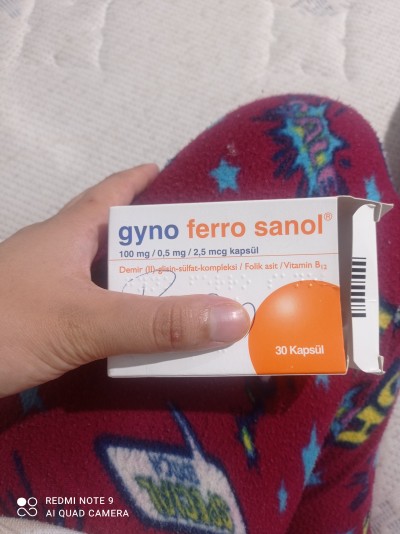 gyno ferro sanol®
100 mg / 0,5 mg / 2,5 mcg kapsül
Demir (II)-glisin-sülfat-kompleksi / Folik asit / Vitamin B12
30 Kapsül
SPECIAL
REDMI NOTE 9
AI QUAD CAMERA